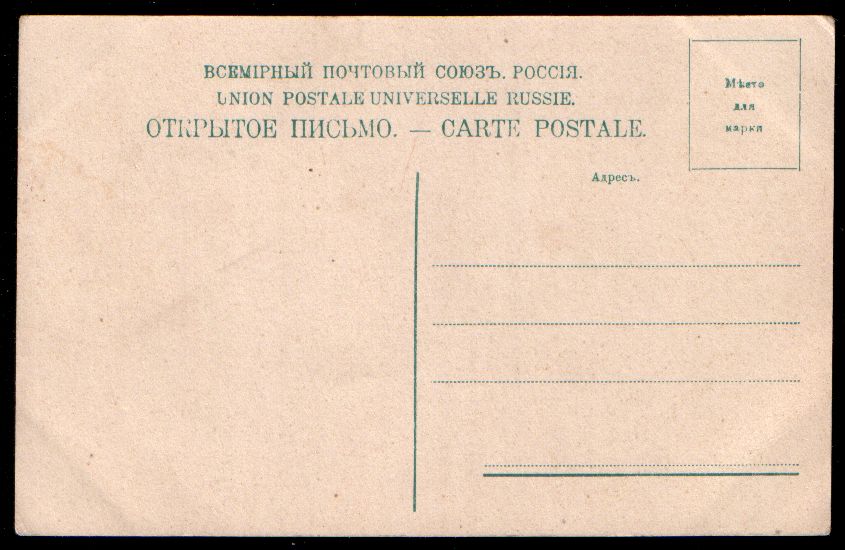 ВСЕМІРНЫЙ ПОЧТОВЫЙ СОЮЗЪ. РОССІЯ.
UNION POSTALE UNIVERSELLE RUSSIE.
ОТКРЫТОЕ ПИСЬМО. — CARTE POSTALE.
Мѣсто
для
марки
Адресъ.